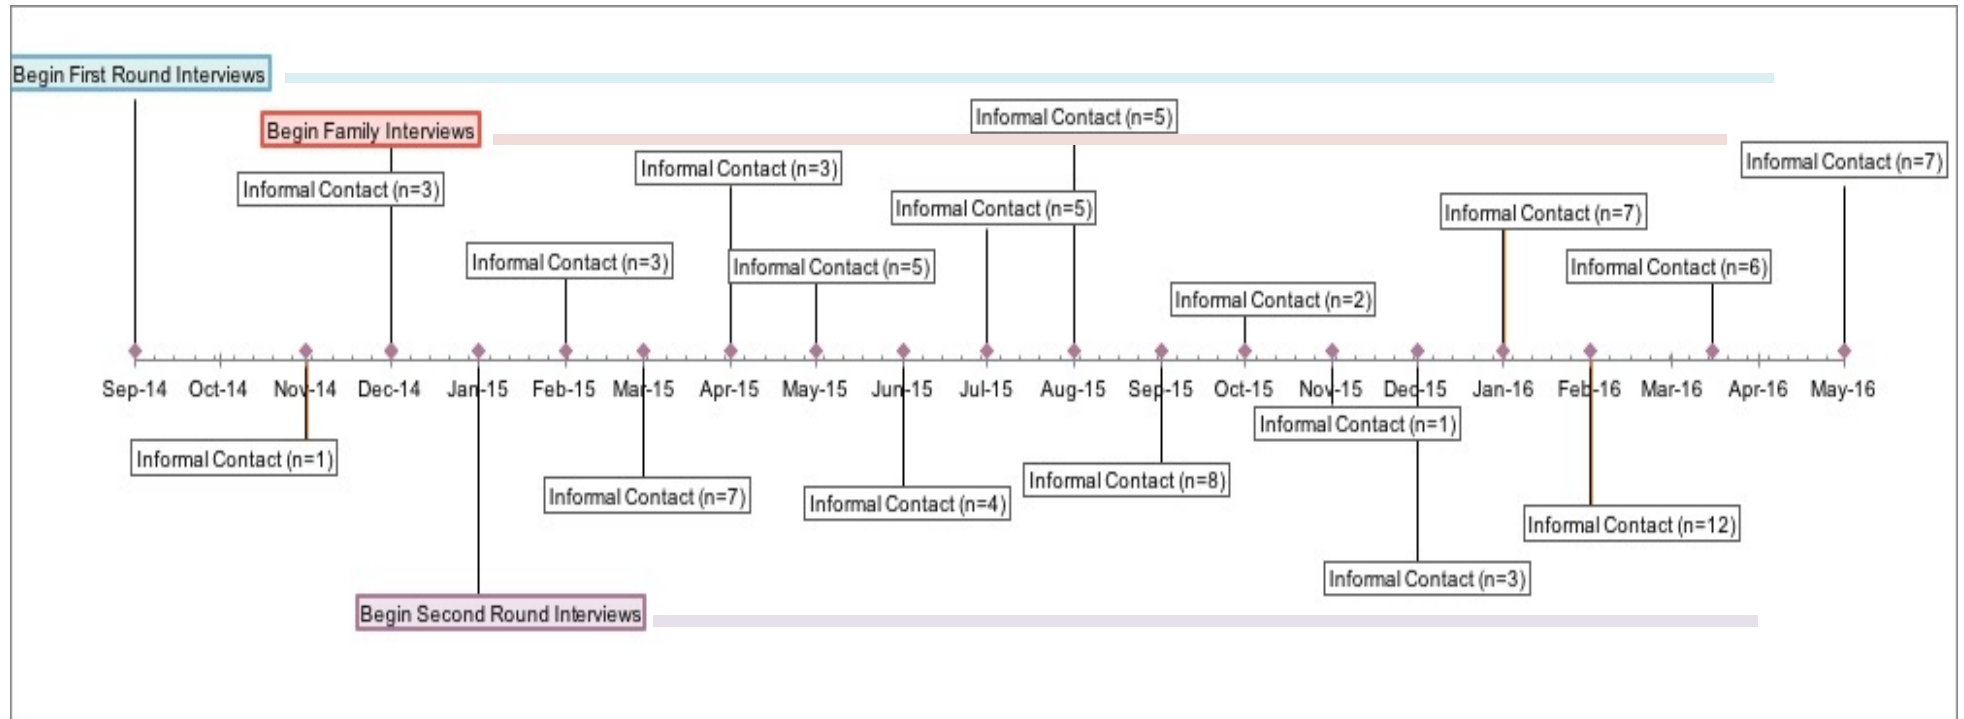 Begin First Round Interviews
Informal Contact (n=5)
Begin Family Interviews
Informal Contact (n=7)
Informal Contact (n=3)
Informal Contact (n=3)
Informal Contact (n=5)
Informal Contact (n=7)
Informal Contact (n=3)
Informal Contact (n=5)
Informal Contact (n=6)
Informal Contact (n=2)
Sep-14 Oct-14 Nov-14 Dec-14 Jan-15 Feb-15 Mar-15 Apr-15 May-15 Jun-15 Jul-15 Aug-15 Sep-15 Oct-15 Nov-15 Dec-15 Jan-16 Feb-16 Mar-16 Apr-16 May-16
Informal Contact (n=1)
Informal Contact (n=1)
Informal Contact (n=8)
Informal Contact (n=7)
Informal Contact (n=4)
Informal Contact (n=12)
Informal Contact (n=3)
Begin Second Round Interviews